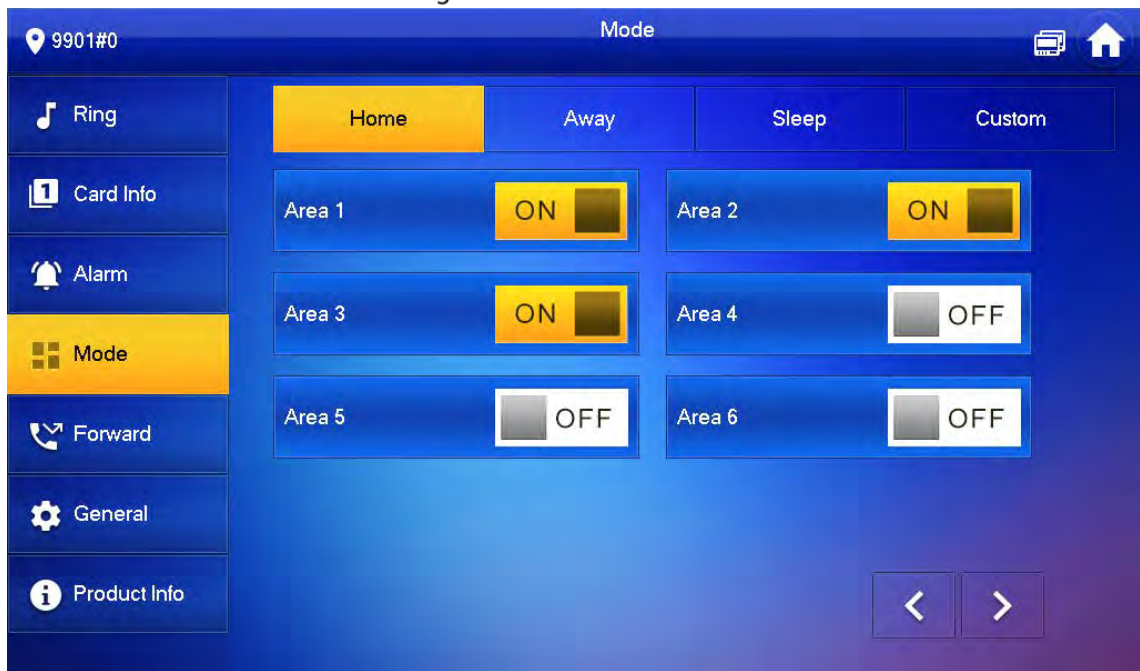 9901#0
Mode
Ring
Card Info
Alarm
Mode
Forward
General
Product Info
Home Away Sleep Custom
Area 1 ON Area 2 ON
Area 3 ON Area 4 OFF
Area 5 OFF Area 6 OFF